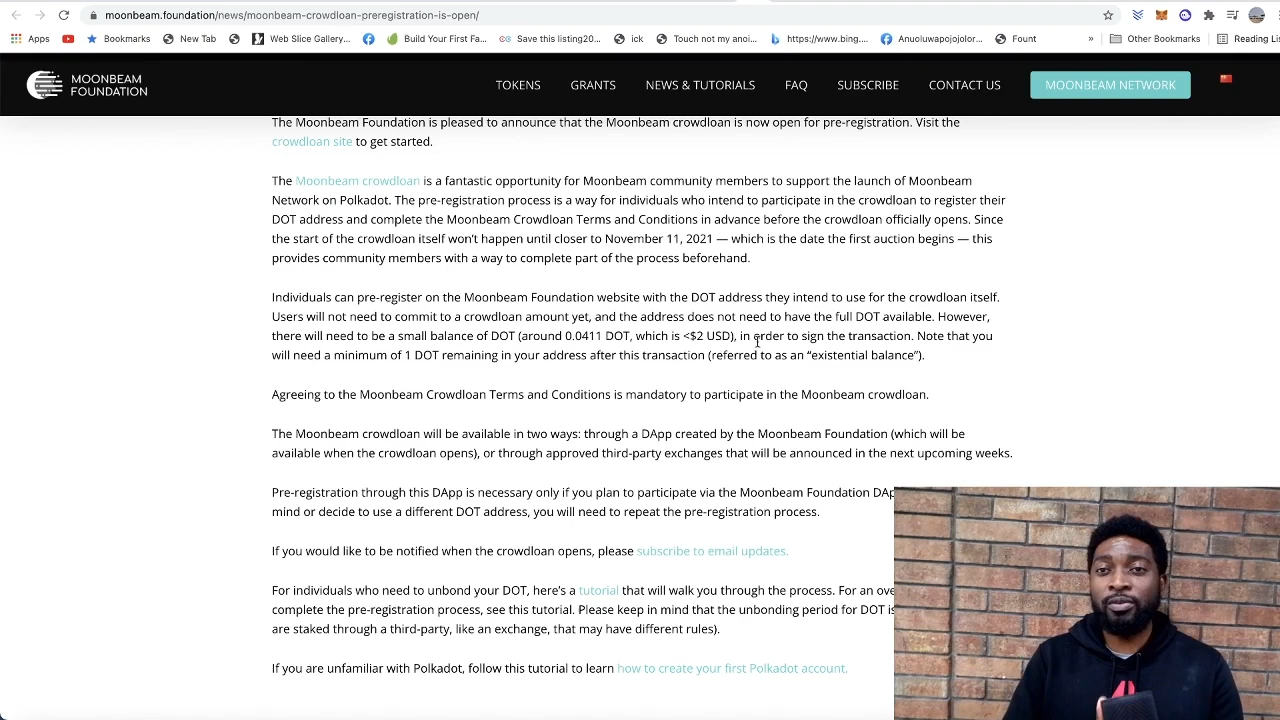 moonbeam.foundation/news/moonbeam-crowdloan-preregistration-is-open/
Apps
Bookmarks
New Tab
Web Slice Gallery...
Build Your First Fa...
Save this listing20...
ick
Touch not my anoi...
https://www.bing....
Anuoluwapojojolor...
Fount
»
Other Bookmarks
Reading Lis
MOONBEAM
FOUNDATION
TOKENS
GRANTS
NEWS & TUTORIALS
FAQ
SUBSCRIBE
CONTACT US
MOONBEAM NETWORK
The Moonbeam Foundation is pleased to announce that the Moonbeam crowdloan is now open for pre-registration. Visit the
crowdloan site to get started.
The Moonbeam crowdloan is a fantastic opportunity for Moonbeam community members to support the launch of Moonbeam
Network on Polkadot. The pre-registration process is a way for individuals who intend to participate in the crowdloan to register their
DOT address and complete the Moonbeam Crowdloan Terms and Conditions in advance before the crowdloan officially opens. Since
the start of the crowdloan itself won't happen until closer to November 11, 2021 — which is the date the first auction begins — this
provides community members with a way to complete part of the process beforehand.
Individuals can pre-register on the Moonbeam Foundation website with the DOT address they intend to use for the crowdloan itself.
Users will not need to commit to a crowdloan amount yet, and the address does not need to have the full DOT available. However,
there will need to be a small balance of DOT (around 0.0411 DOT, which is <$2 USD), in order to sign the transaction. Note that you
will need a minimum of 1 DOT remaining in your address after this transaction (referred to as an “existential balance”).
Agreeing to the Moonbeam Crowdloan Terms and Conditions is mandatory to participate in the Moonbeam crowdloan.
The Moonbeam crowdloan will be available in two ways: through a DApp created by the Moonbeam Foundation (which will be
available when the crowdloan opens), or through approved third-party exchanges that will be announced in the next upcoming weeks.
Pre-registration through this DApp is necessary only if you plan to participate via the Moonbeam Foundation DAp
mind or decide to use a different DOT address, you will need to repeat the pre-registration process.
If you would like to be notified when the crowdloan opens, please subscribe to email updates.
For individuals who need to unbond your DOT, here's a tutorial that will walk you through the process. For an ove
complete the pre-registration process, see this tutorial. Please keep in mind that the unbonding period for DOT is
are staked through a third-party, like an exchange, that may have different rules).
If you are unfamiliar with Polkadot, follow this tutorial to learn how to create your first Polkadot account.